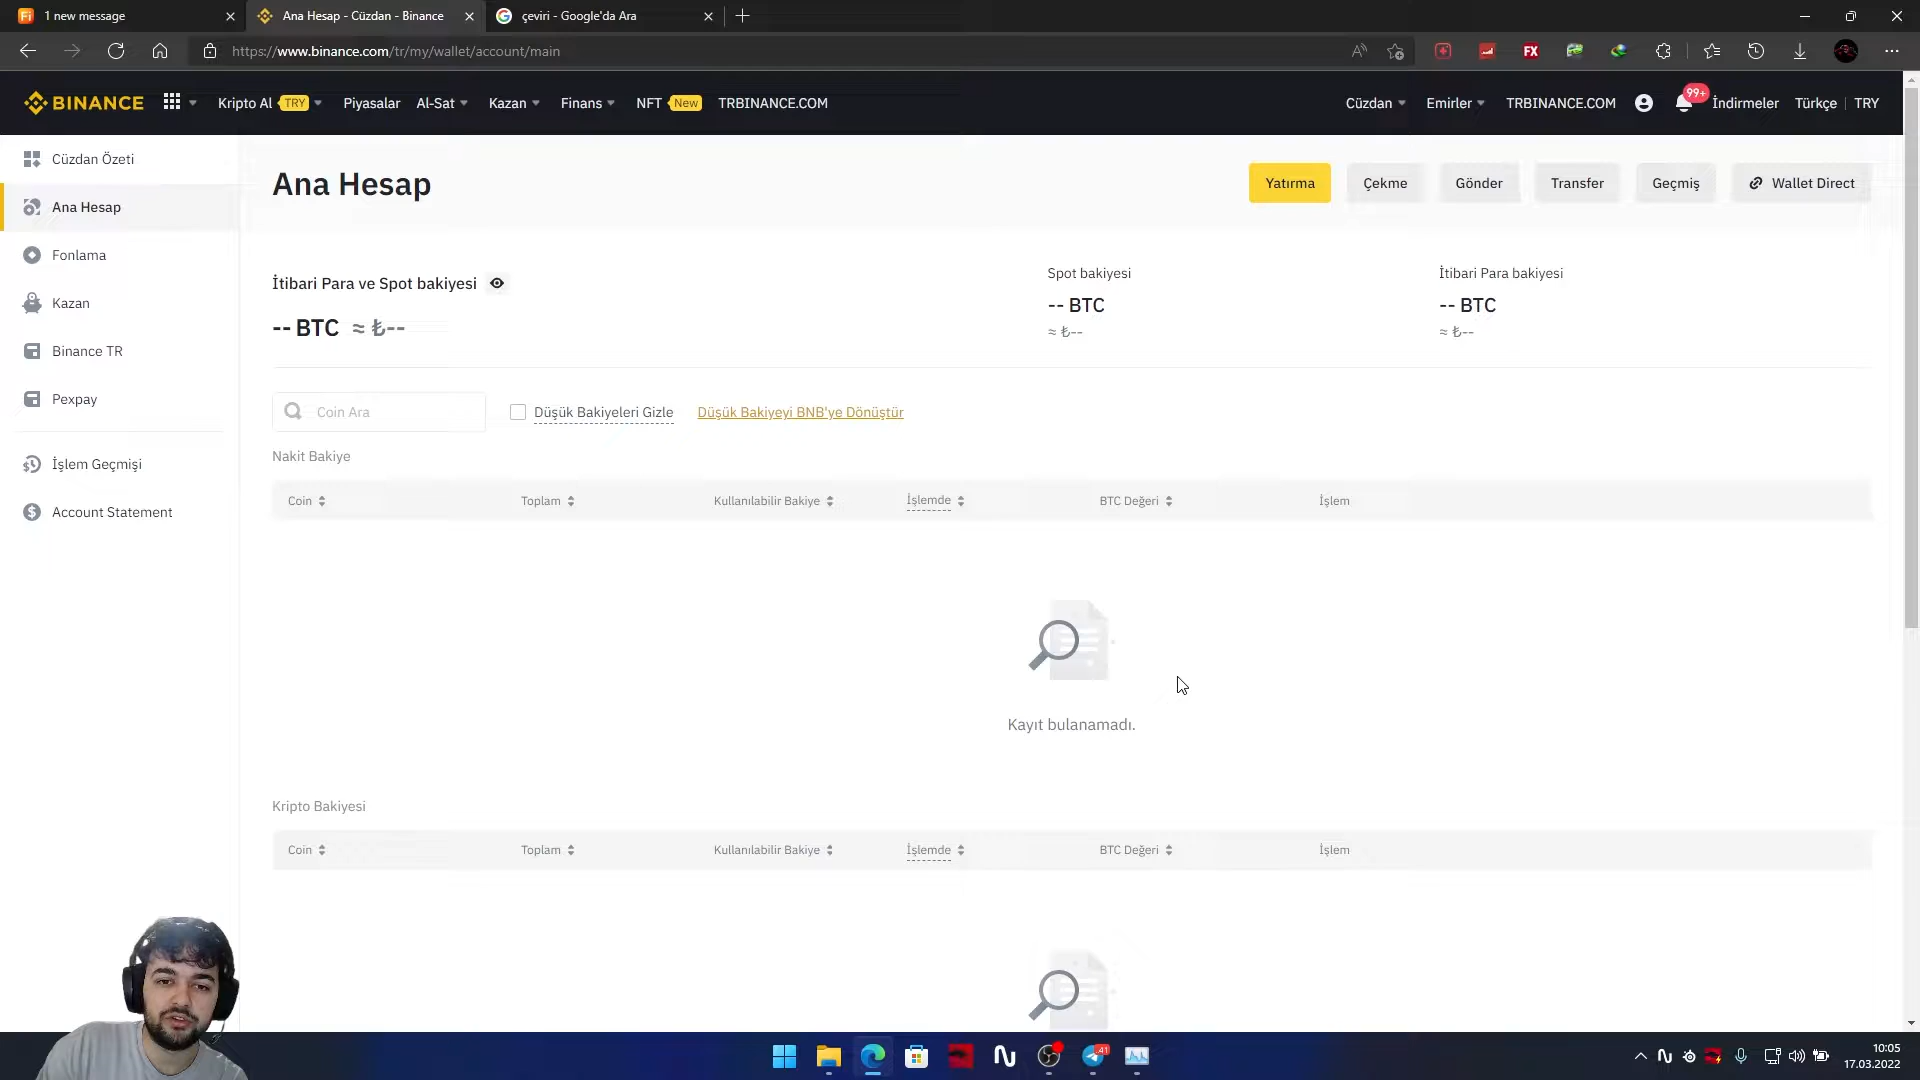 1 new message
Ana Hesap - Cüzdan - Binance
çeviri - Google'da Ara
https://www.binance.com/tr/my/wallet/account/main
BINANCE
Kripto Al TRY
Piyasalar
Al-Sat
Kazan
Finans
NFT New
TRBINANCE.COM
Cüzdan
Emirler
TRBINANCE.COM
99+
İndirmeler
Türkçe
TRY
Cüzdan Özeti
Ana Hesap
Fonlama
Kazan
Binance TR
Pexpay
İşlem Geçmişi
Account Statement
Ana Hesap
Yatırma
Çekme
Gönder
Transfer
Geçmiş
Wallet Direct
İtibari Para ve Spot bakiyesi
-- BTC ≈ ₺--
Spot bakiyesi
-- BTC
≈ ₺--
İtibari Para bakiyesi
-- BTC
≈ ₺--
Coin Ara
Düşük Bakiyeleri Gizle
Düşük Bakiyeyi BNB'ye Dönüştür
Nakit Bakiye
Coin
Toplam
Kullanılabilir Bakiye
İşlemde
BTC Değeri
İşlem
Kayıt bulanamadı.
Kripto Bakiyesi
Coin
Toplam
Kullanılabilir Bakiye
İşlemde
BTC Değeri
İşlem
FX
Fi
41
10:05
17.03.2022